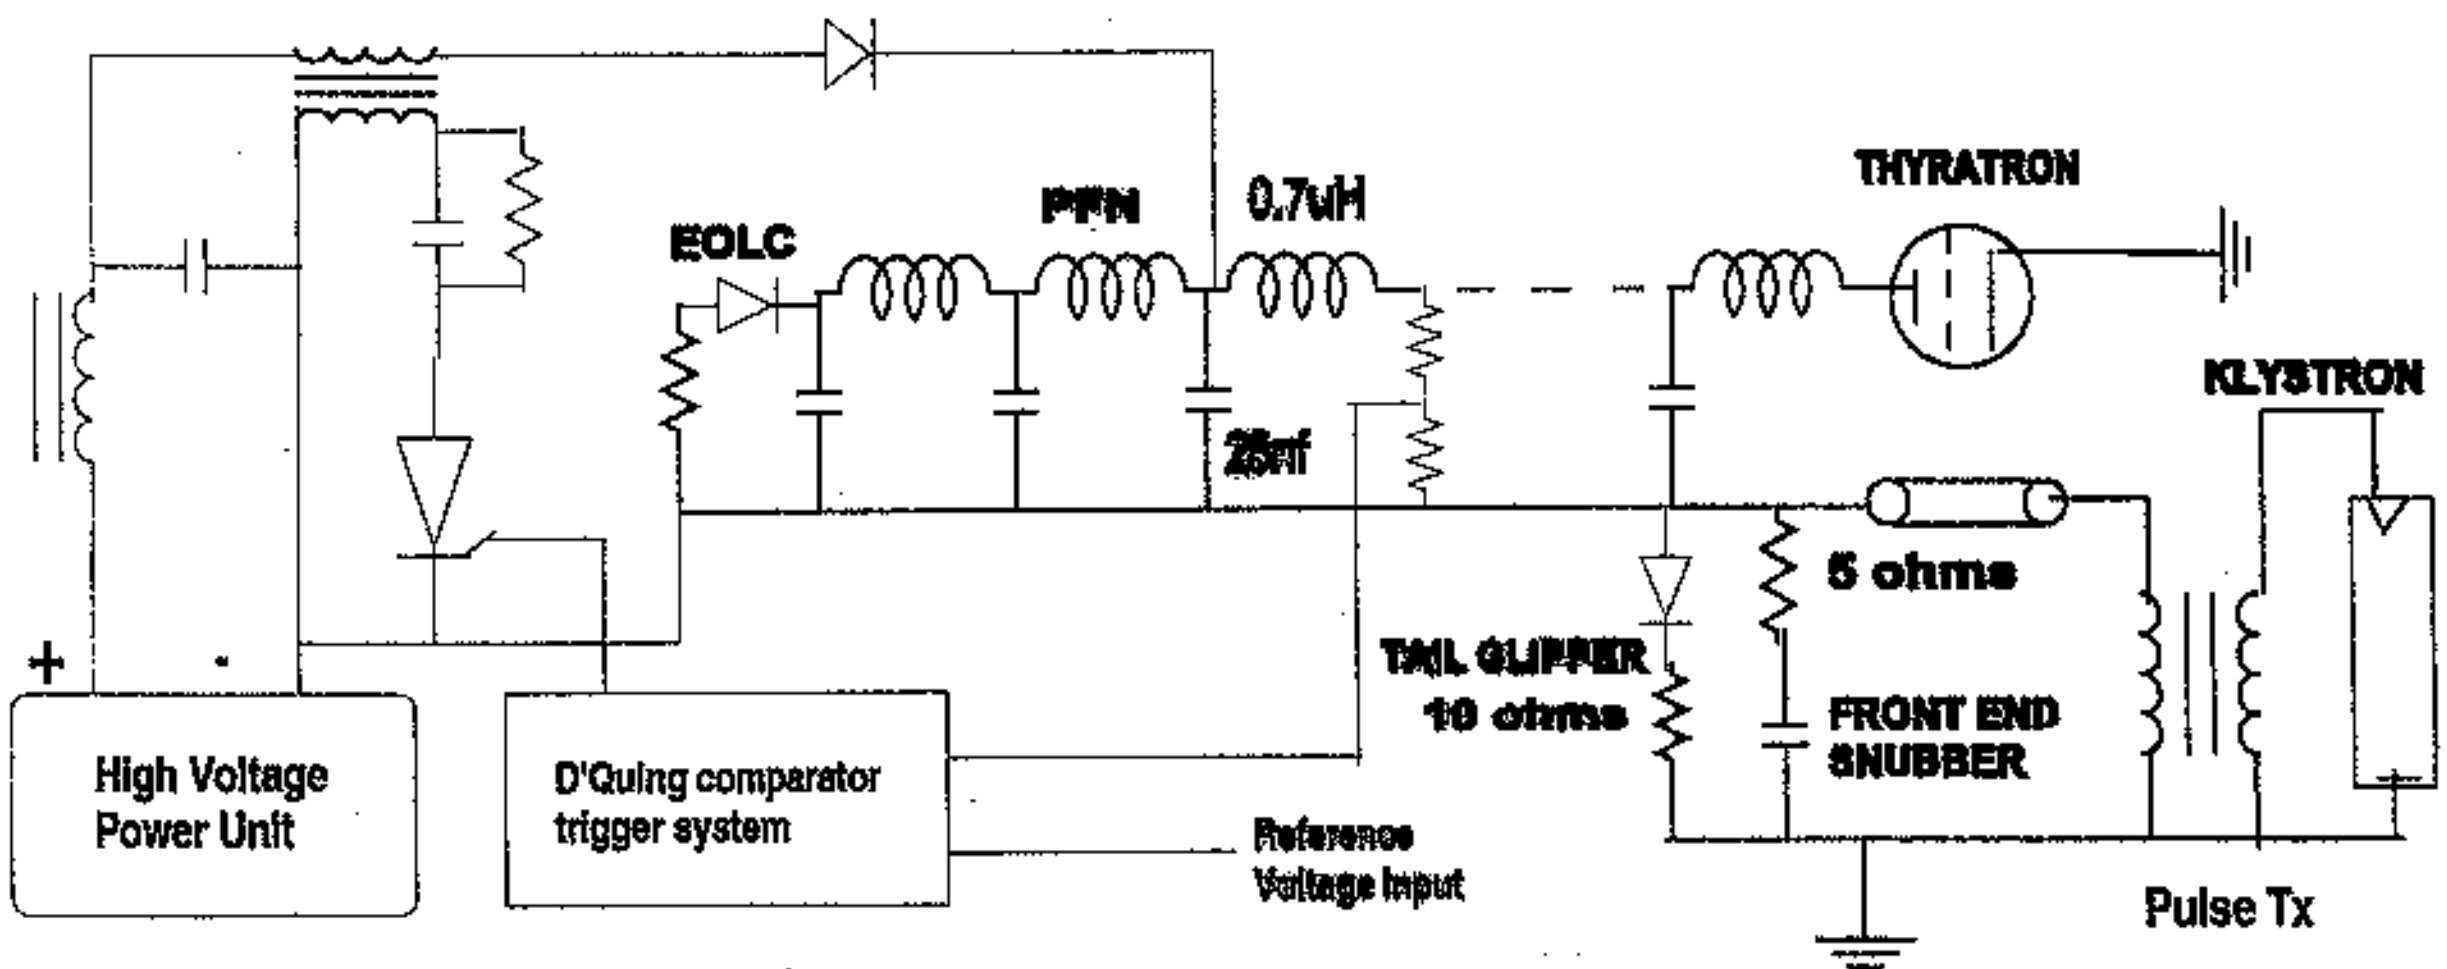 THYRATRON
PFN
0.7uH
EOLC
KLYSTRON
25nf
5 ohms
+
-
TAIL CLIPPER
10 ohms
FRONT END
SNUBBER
High Voltage
Power Unit
D'Quing comparator
trigger system
Reference
Voltage Input
Pulse Tx